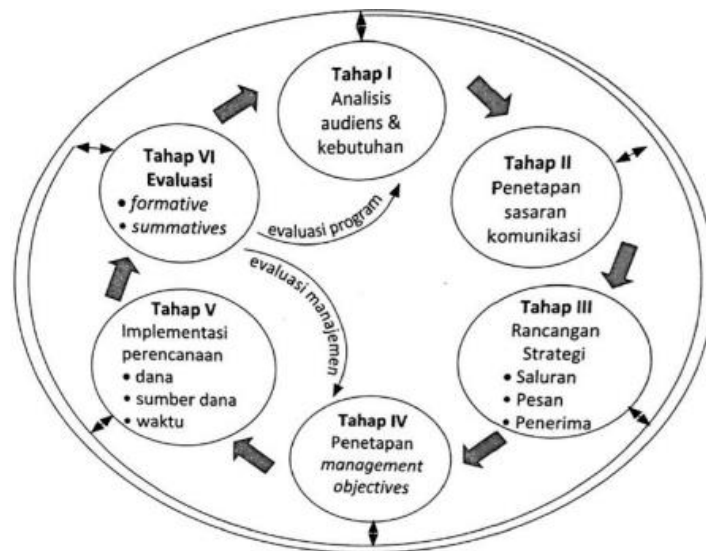 Tahap I
Analisis
audiens &
kebutuhan
Tahap II
Penetapan
sasaran
komunikasi
Tahap III
Rancangan
Strategi
• Saluran
• Pesan
• Penerima
Tahap IV
Penetapan
management
objectives
Tahap V
Implementasi
perencanaan
• dana
• sumber dana
• waktu
Tahap VI
Evaluasi
• formative
• summatives
evaluasi program
evaluasi manajemen